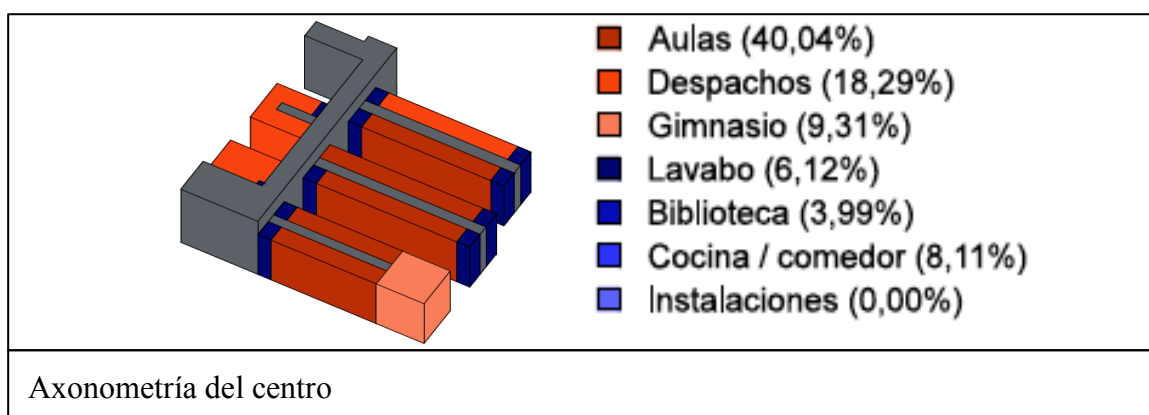 Aulas (40,04%)
Despachos (18,29%)
Gimnasio (9,31%)
Lavabo (6,12%)
Biblioteca (3,99%)
Cocina / comedor (8,11%)
Instalaciones (0,00%)
Axonometría del centro